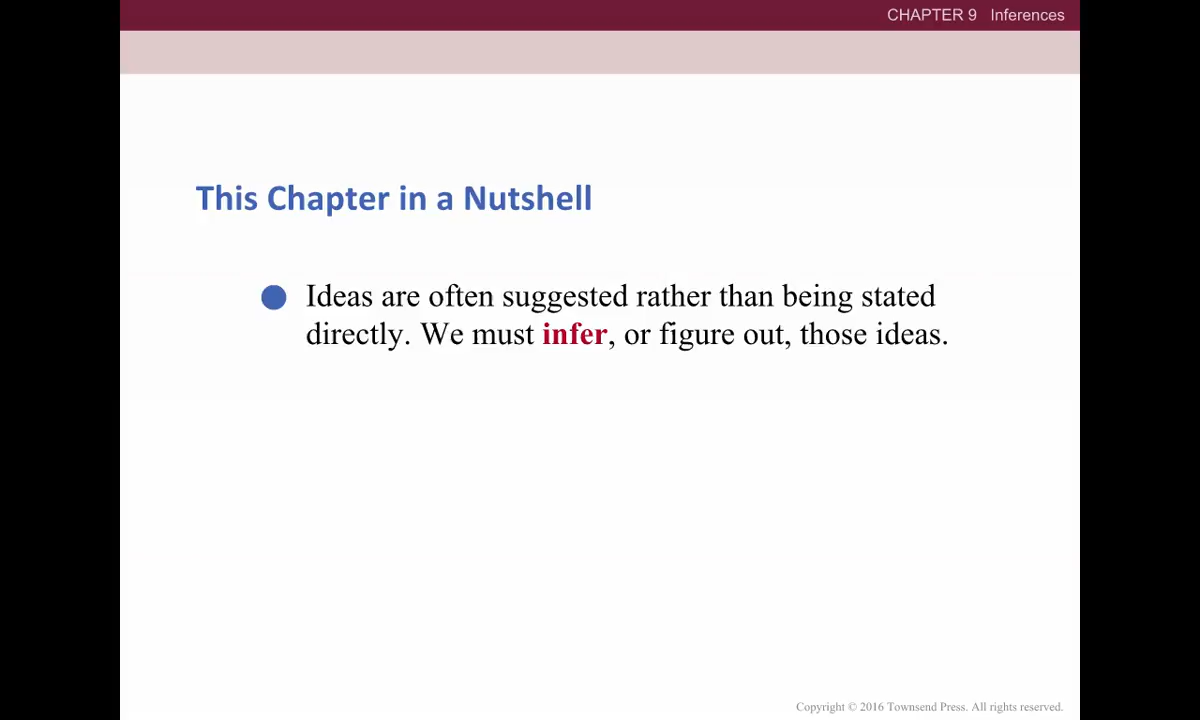 CHAPTER 9 Inferences
This Chapter in a Nutshell
Ideas are often suggested rather than being stated
directly. We must infer, or figure out, those ideas.
Copyright © 2016 Townsend Press. All rights reserved.